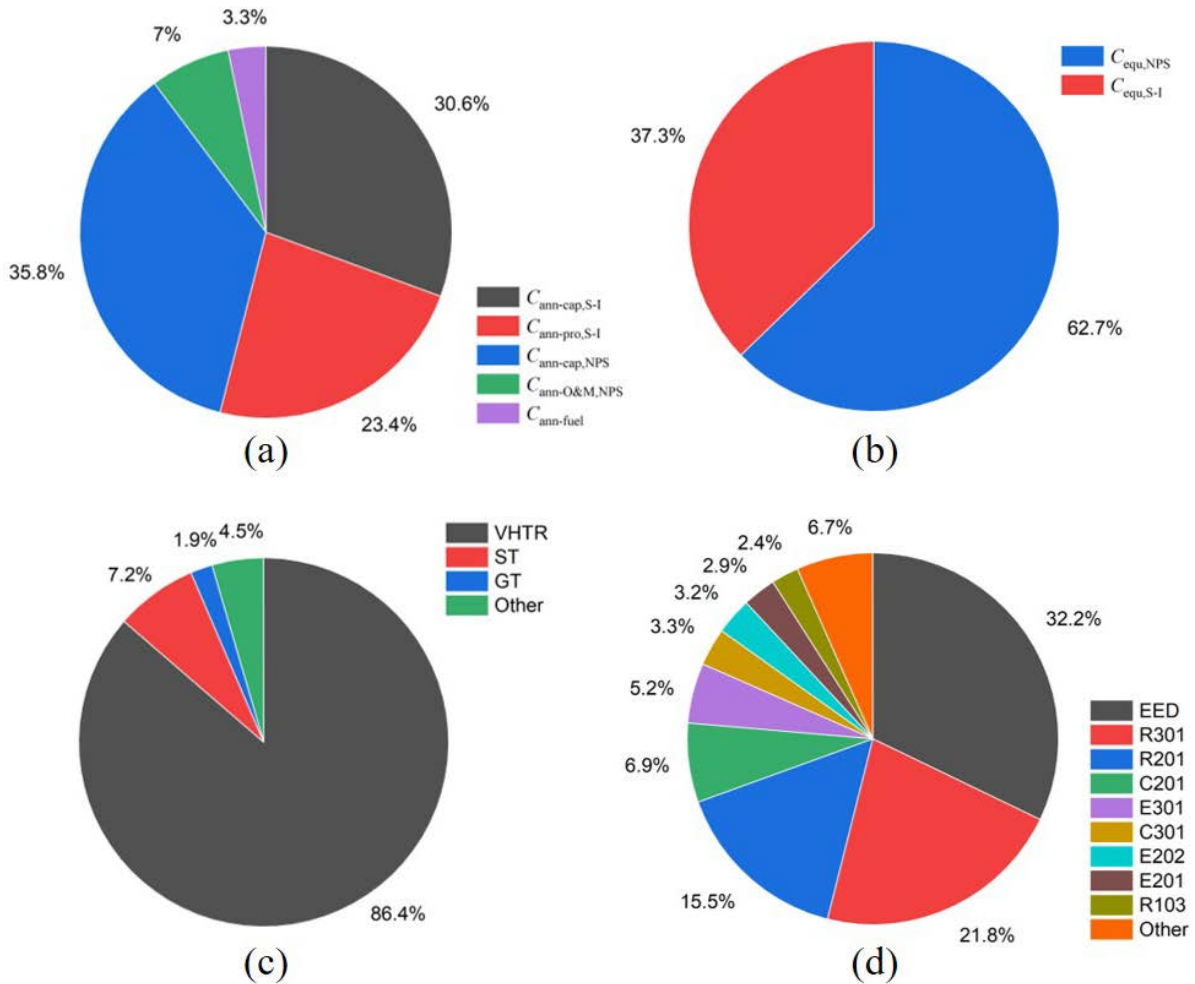 3.3%
7%
30.6%
35.8%
23.4%
C_ann-cap,S-I
C_ann-pro,S-I
C_ann-cap,NPS
C_ann-O&M,NPS
C_ann-fuel
(a)
C_equ,NPS
C_equ,S-I
37.3%
62.7%
(b)
1.9%
4.5%
7.2%
86.4%
VHTR
ST
GT
Other
(c)
6.7%
2.4%
2.9%
3.2%
3.3%
5.2%
6.9%
15.5%
21.8%
32.2%
EED
R301
R201
C201
E301
C301
E202
E201
R103
Other
(d)